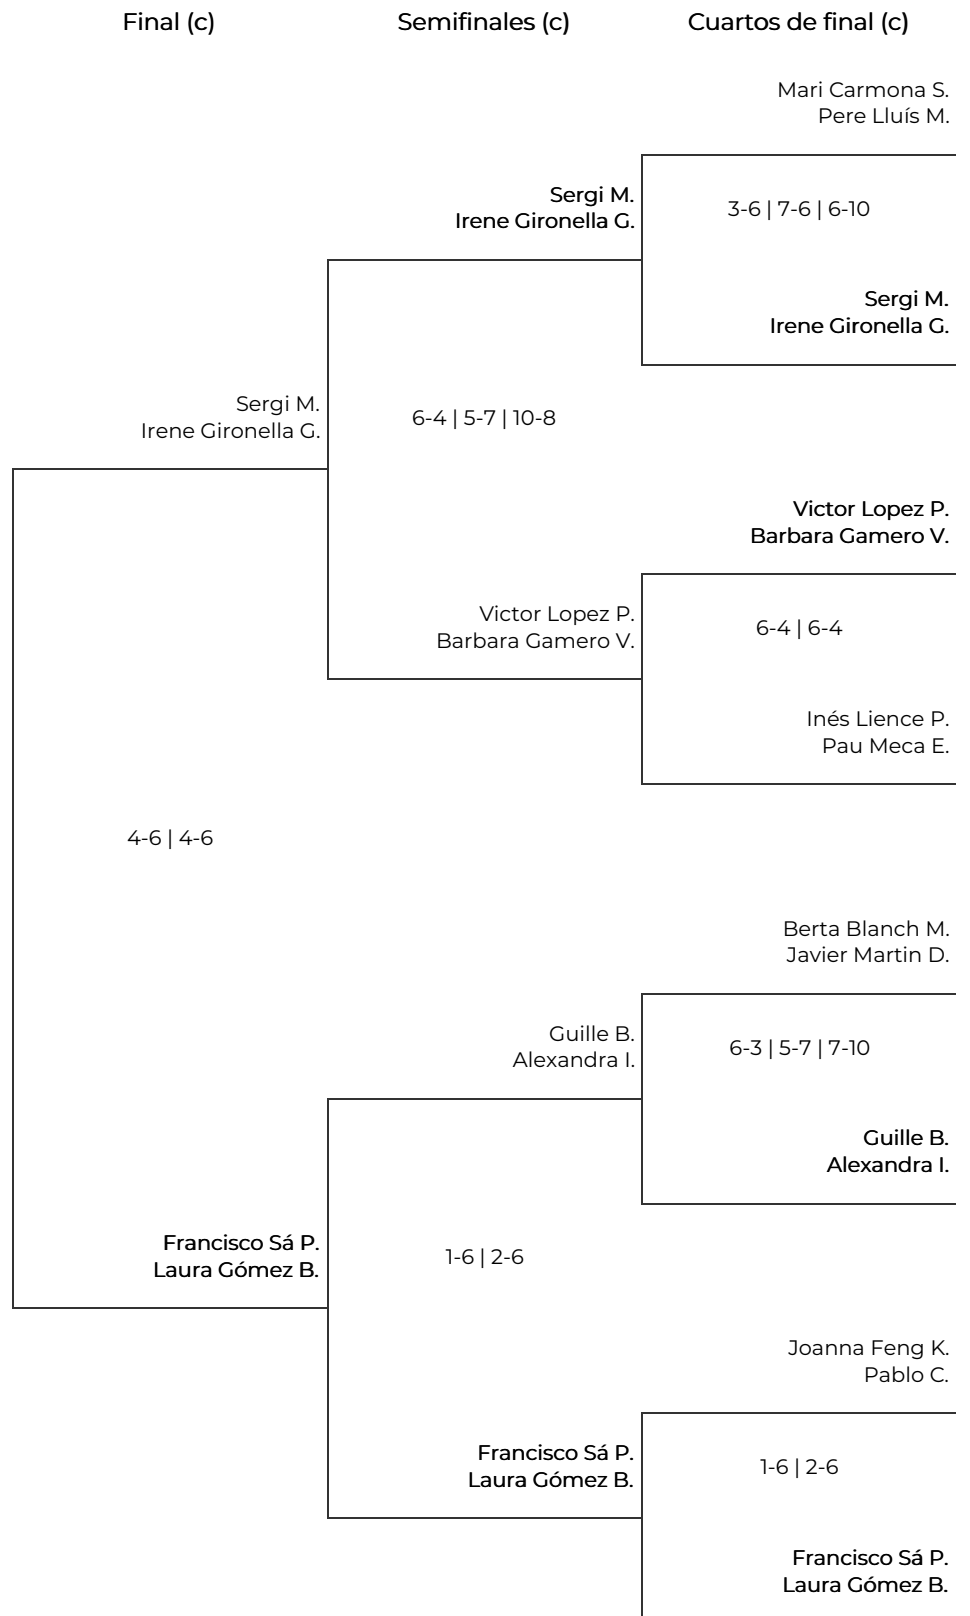 Final (c)
Semifinales (c)
Cuartos de final (c)
Mari Carmona S.
Pere Lluís M.
Sergi M.
Irene Gironella G.
3-6 | 7-6 | 6-10
Sergi M.
Irene Gironella G.
Sergi M.
Irene Gironella G.
6-4 | 5-7 | 10-8
Victor Lopez P.
Barbara Gamero V.
Victor Lopez P.
Barbara Gamero V.
6-4 | 6-4
Inés Lience P.
Pau Meca E.
4-6 | 4-6
Berta Blanch M.
Javier Martin D.
Guille B.
Alexandra I.
6-3 | 5-7 | 7-10
Guille B.
Alexandra I.
Francisco Sá P.
Laura Gómez B.
1-6 | 2-6
Joanna Feng K.
Pablo C.
Francisco Sá P.
Laura Gómez B.
1-6 | 2-6
Francisco Sá P.
Laura Gómez B.